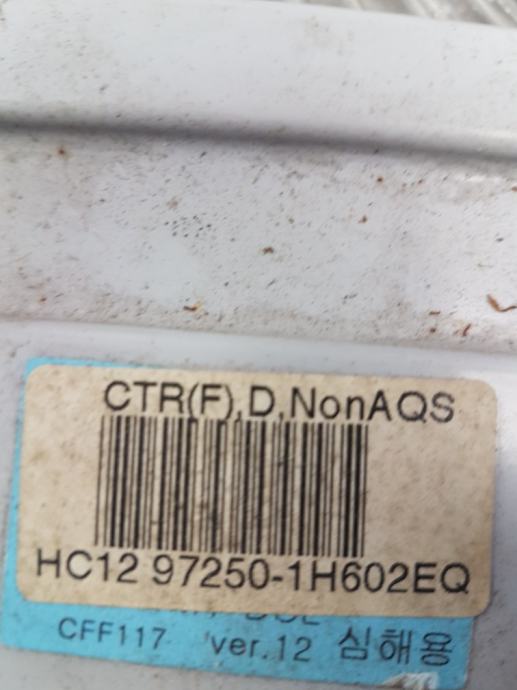 CTR(F),D,NonAQS
HC12 97250-1H602EQ
CFF117 ver.12 심해용